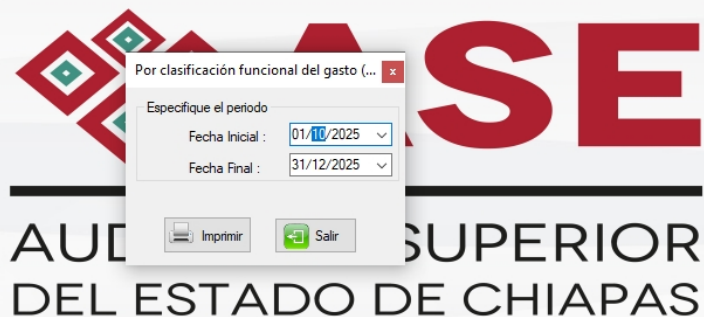 ASE
Por clasificación funcional del gasto (... x
Especifique el periodo
Fecha Inicial : 01/10/2025
Fecha Final : 31/12/2025
Imprimir Salir
AUD SUPERIOR
DEL ESTADO DE CHIAPAS